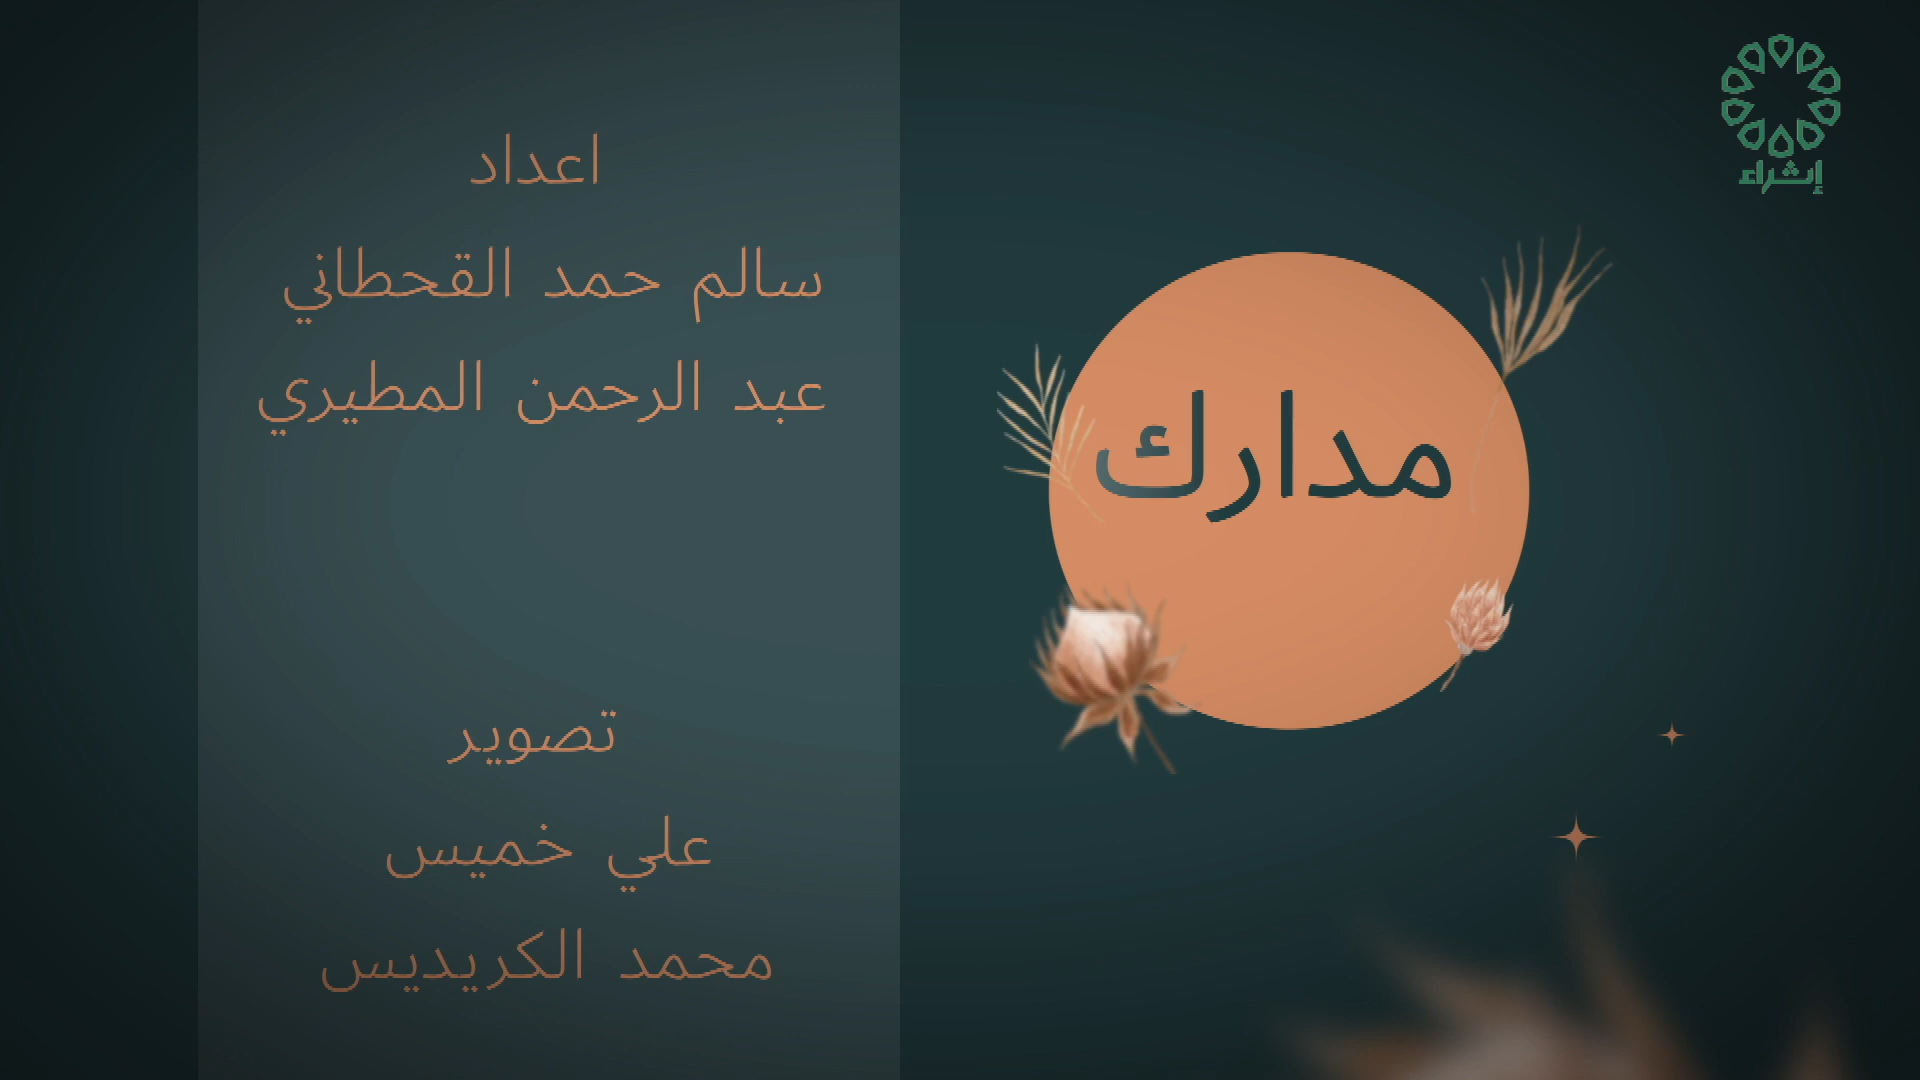 إثراء
مدارك
اعداد
سالم حمد القحطاني
عبد الرحمن المطيري
تصوير
علي خميس
محمد الكريديس